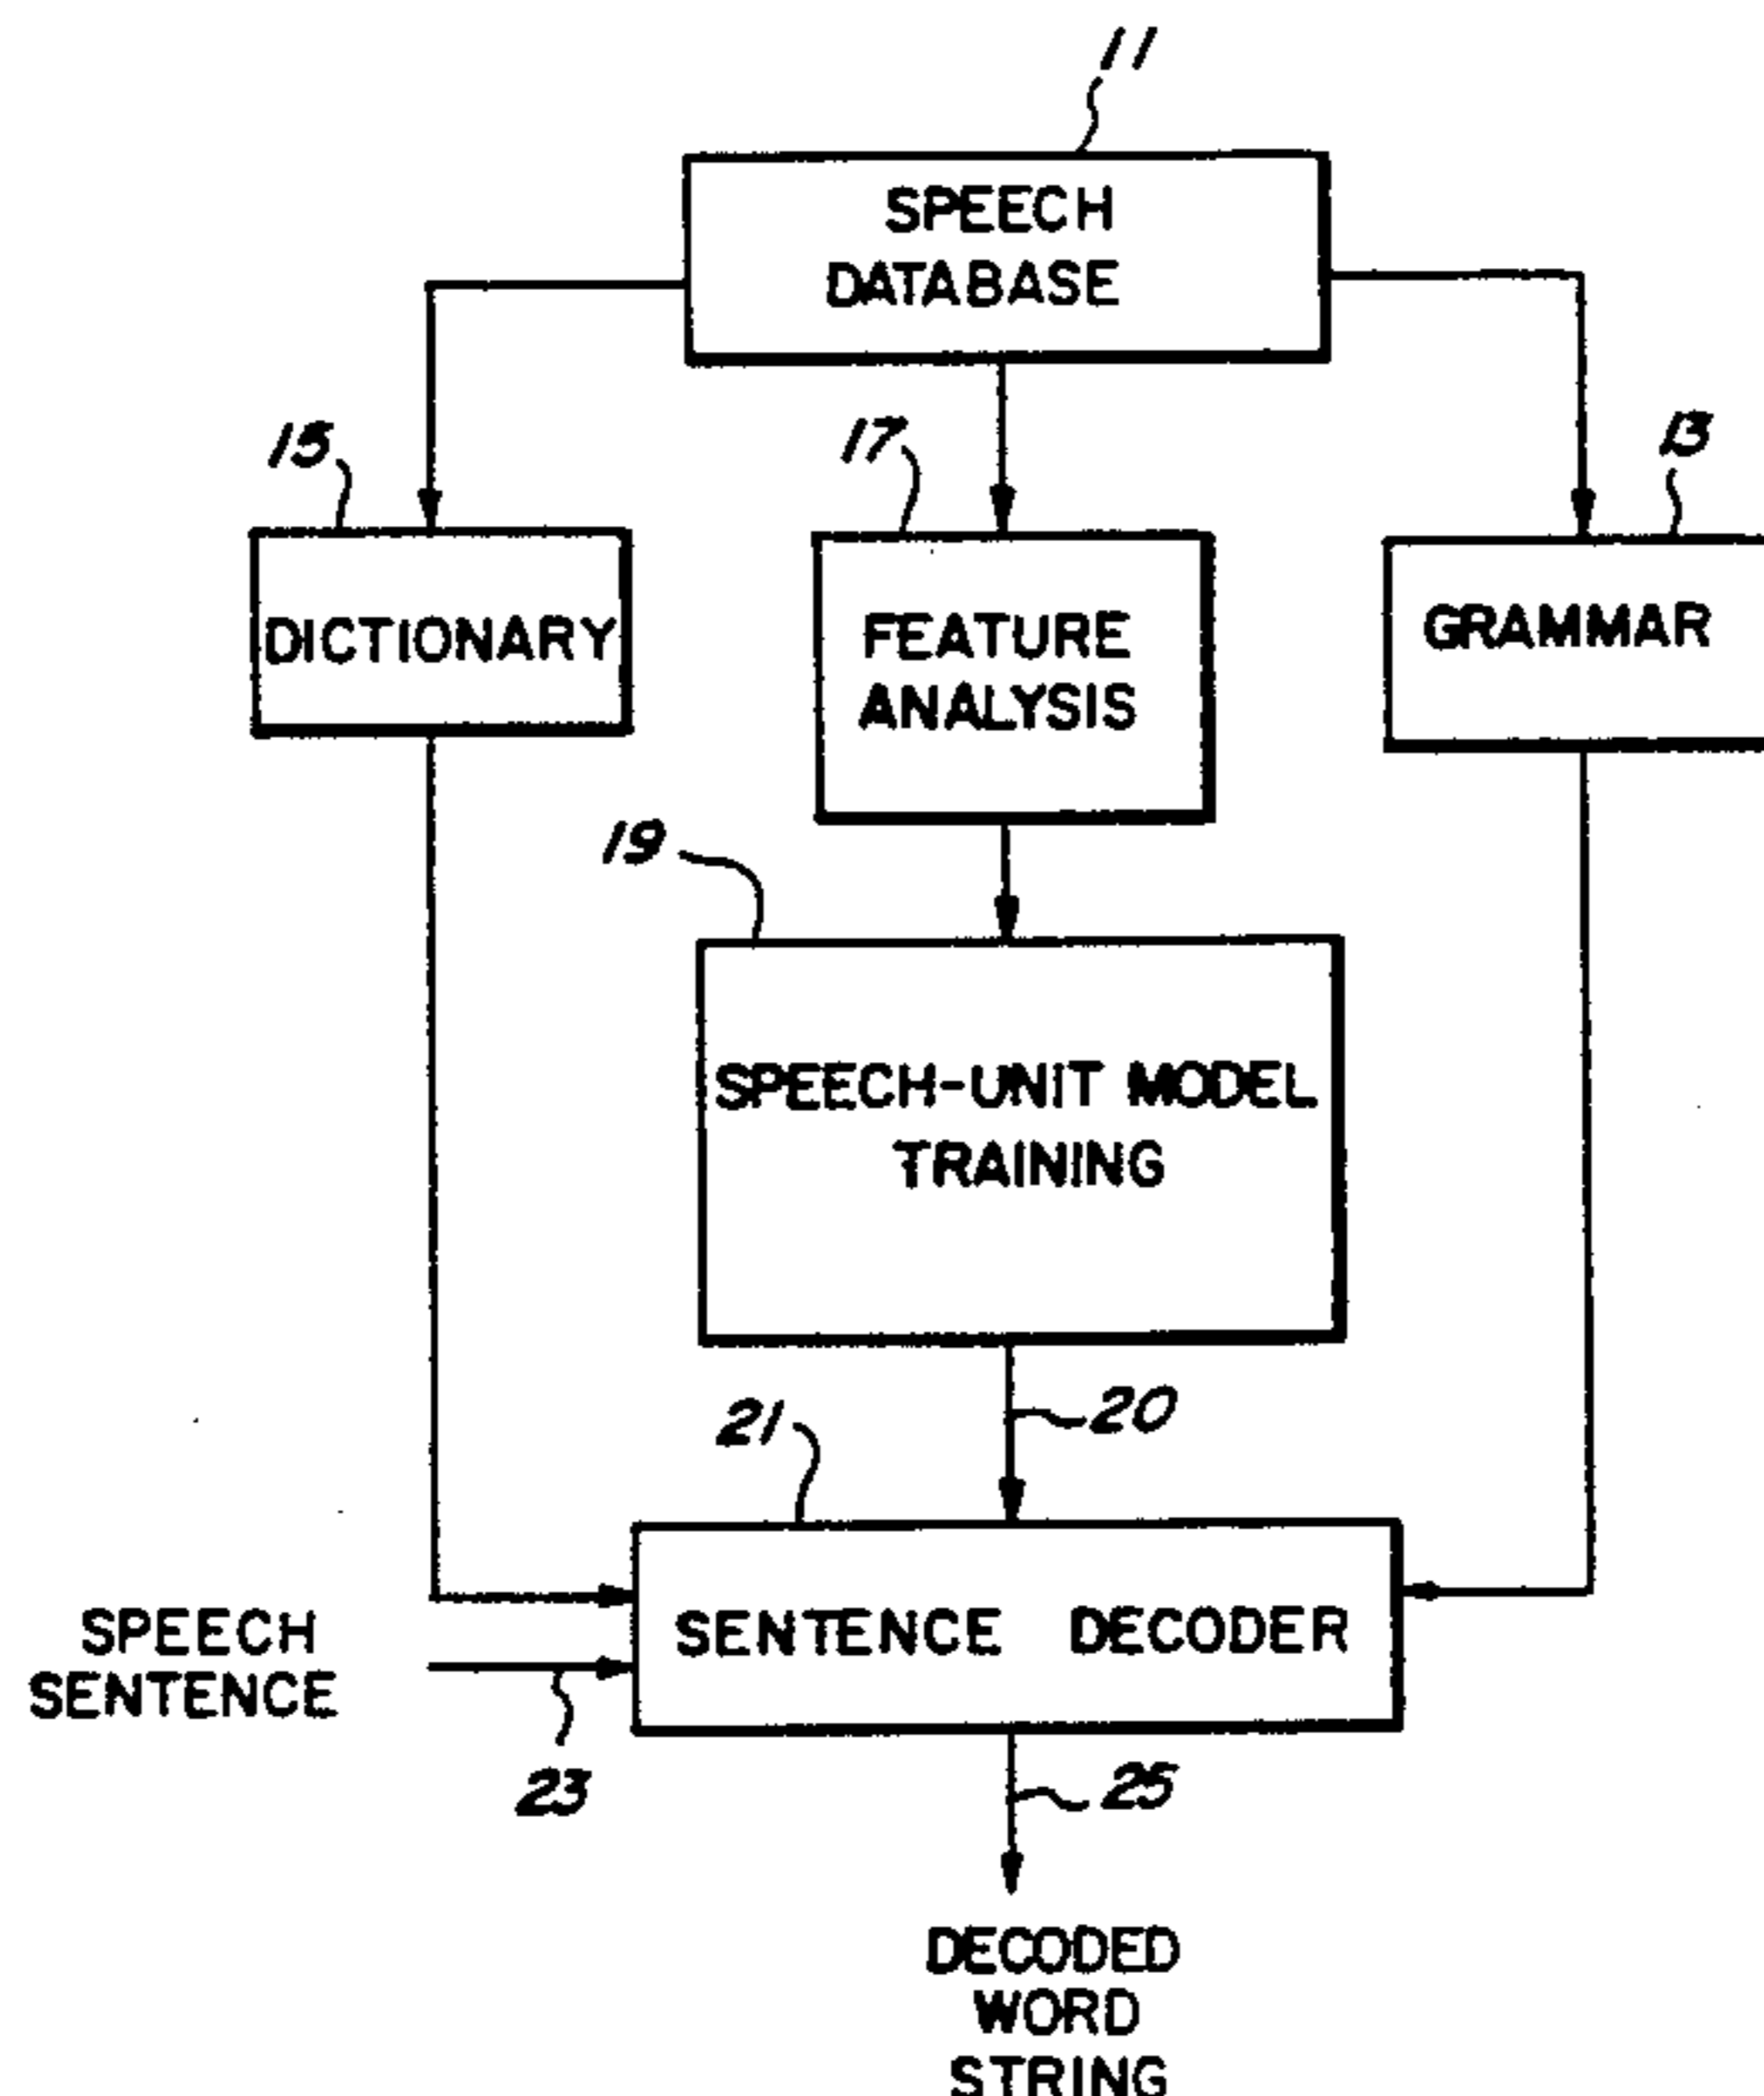 11
SPEECH
DATABASE
15
17
13
DICTIONARY
FEATURE
ANALYSIS
GRAMMAR
19
SPEECH-UNIT MODEL
TRAINING
20
21
SENTENCE DECODER
SPEECH
SENTENCE
23
25
DECODED
WORD
STRING